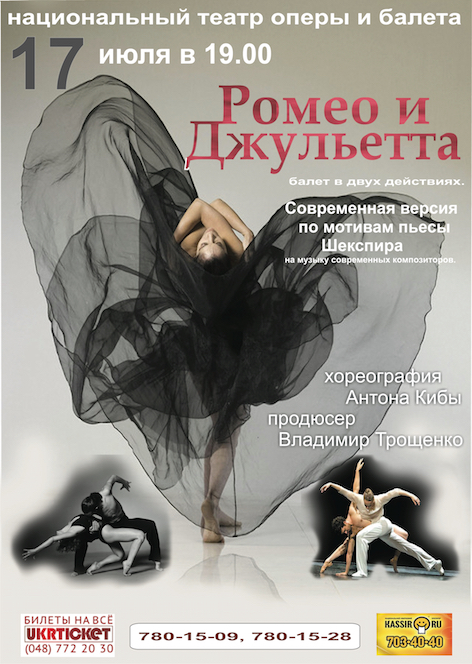 национальный театр оперы и балета
17 июля в 19.00
Ромео и
Джульетта
балет в двух действиях.
Современная версия
по мотивам пьесы
Шекспира
на музыку современных композиторов.
хореография
Антона Кибы
продюсер
Владимир Трощенко
БИЛЕТЫ НА ВСЁ
UKRTICKET
(048) 772 20 30
780-15-09, 780-15-28
KASSIR RU
703-40-40